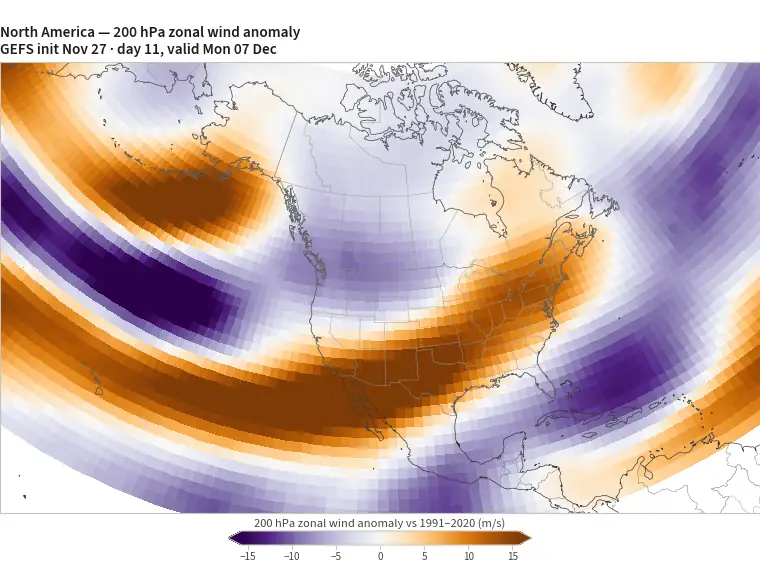 North America — 200 hPa zonal wind anomaly
GEFS init Nov 27 · day 11, valid Mon 07 Dec
200 hPa zonal wind anomaly vs 1991–2020 (m/s)
−15 −10 −5 0 5 10 15